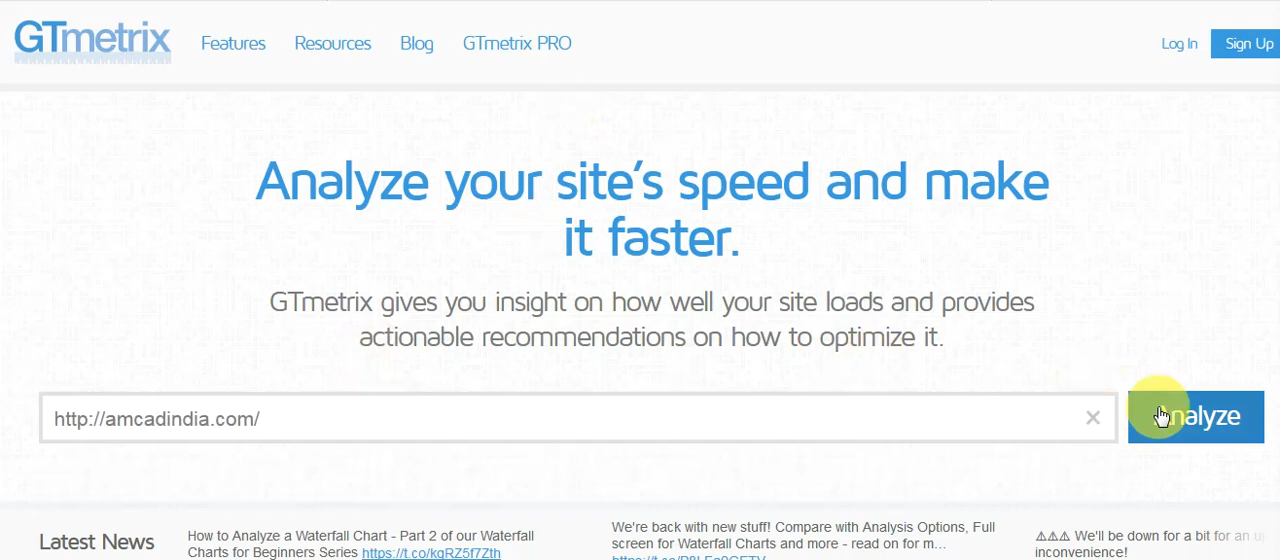 GTmetrix Features Resources Blog GTmetrix PRO Log In Sign Up
Analyze your site's speed and make
it faster.
GTmetrix gives you insight on how well your site loads and provides
actionable recommendations on how to optimize it.
http://amcadindia.com/ × Analyze
Latest News
How to Analyze a Waterfall Chart - Part 2 of our Waterfall
Charts for Beginners Series https://t.co/kgRZ5f7Zth
We're back with new stuff! Compare with Analysis Options, Full
screen for Waterfall Charts and more - read on for m...
⚠⚠⚠ We'll be down for a bit for an
inconvenience!